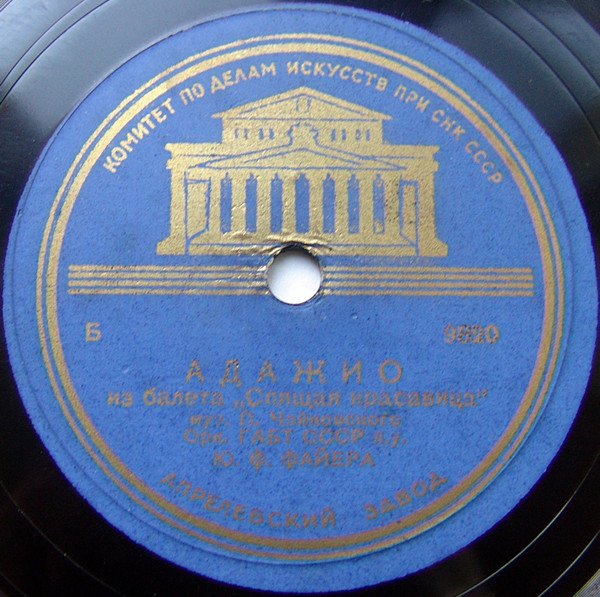 КОМИТЕТ ПО ДЕЛАМ ИСКУССТВ ПРИ СНК СССР
Б 9820
АДАЖИО
из балета „Спящая красавица"
муз. П. Чайковского
Орк. ГАБТ СССР п.у.
Ю. Ф. ФАЙЕРА
АПРЕЛЕВСКИЙ ЗАВОД